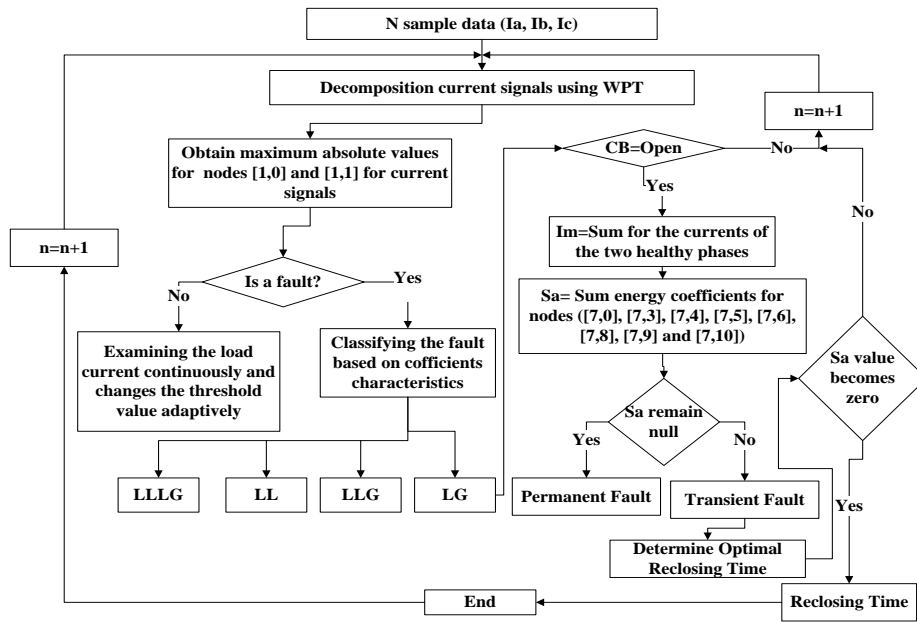 N sample data (Ia, Ib, Ic)
Decomposition current signals using WPT
n=n+1
Obtain maximum absolute values
for nodes [1,0] and [1,1] for current
signals
CB=Open
No
Yes
No
n=n+1
Im=Sum for the currents of
the two healthy phases
Is a fault?
Yes
No
Sa= Sum energy coefficients for
nodes ([7,0], [7,3], [7,4], [7,5], [7,6],
[7,8], [7,9] and [7,10])
Examining the load
current continuously and
changes the threshold
value adaptively
Classifying the fault
based on cofficients
characteristics
Sa value
becomes
zero
Sa remain
null
Yes
No
LLLG
LL
LLG
LG
Permanent Fault
Transient Fault
Yes
Determine Optimal
Reclosing Time
End
Reclosing Time